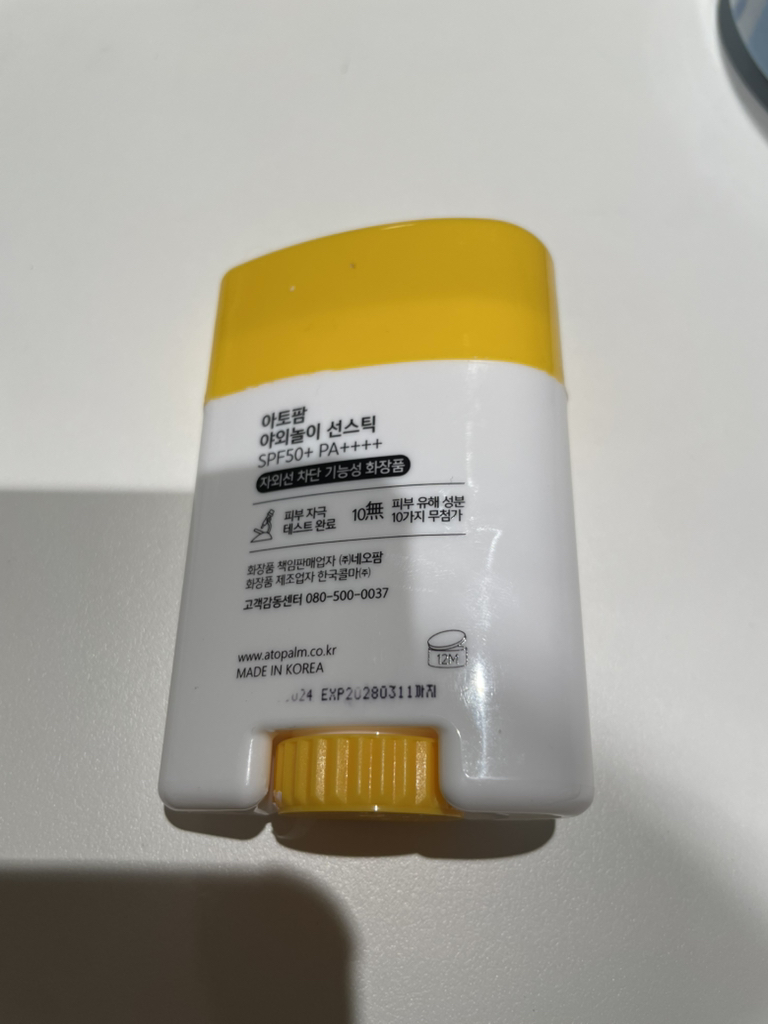 아토팜
야외놀이 선스틱
SPF50+ PA++++
자외선 차단 기능성 화장품
피부 자극
테스트 완료
10無
피부 유해 성분
10가지 무첨가
화장품 책임판매업자 ㈜네오팜
화장품 제조업자 한국콜마㈜
고객감동센터 080-500-0037
www.atopalm.co.kr
MADE IN KOREA
12M
EXP20280311까지